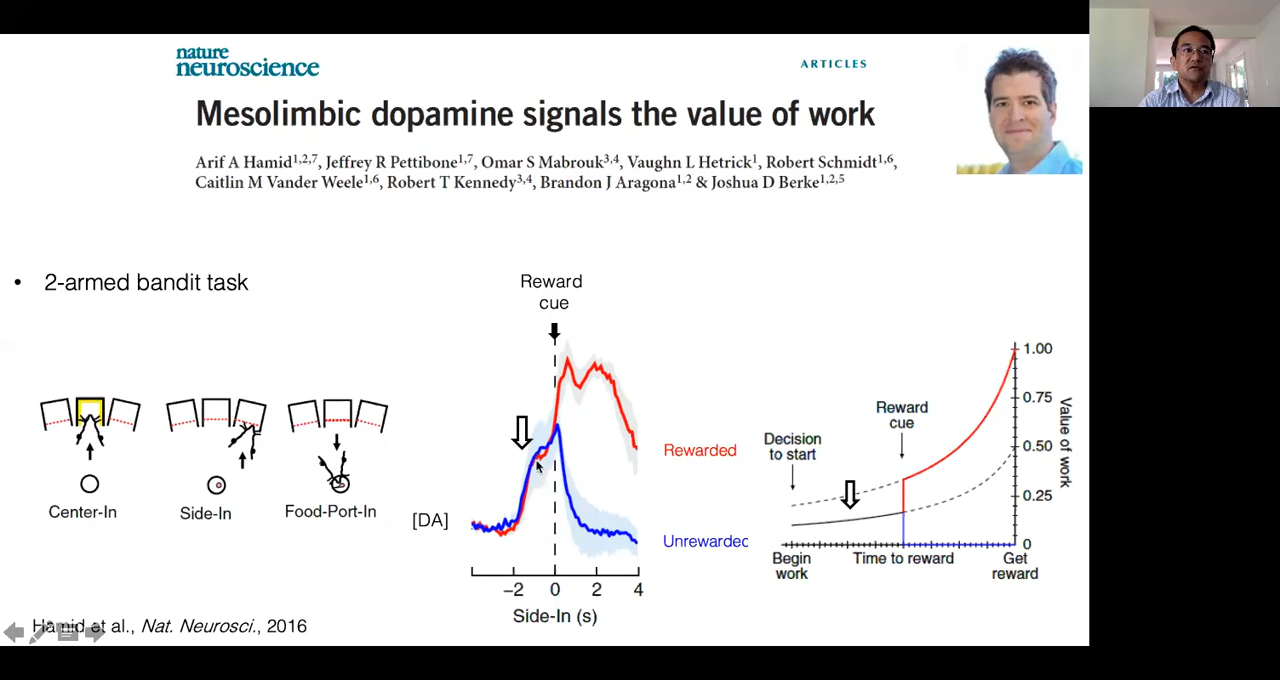 nature
neuroscience
ARTICLES
Mesolimbic dopamine signals the value of work
Arif A Hamid1,2,7, Jeffrey R Pettibone1,7, Omar S Mabrouk3,4, Vaughn L Hetrick1, Robert Schmidt1,6,
Caitlin M Vander Weele1,6, Robert T Kennedy3,4, Brandon J Aragona1,2 & Joshua D Berke1,2,5
• 2-armed bandit task
Center-In
Side-In
Food-Port-In
Reward
cue
[DA]
Rewarded
Unrewarded
−2 0 2 4
Side-In (s)
Decision
to start
Reward
cue
1.00
0.75
0.50
0.25
0
Value of work
Begin
work
Time to reward
Get
reward
Hamid et al., Nat. Neurosci., 2016